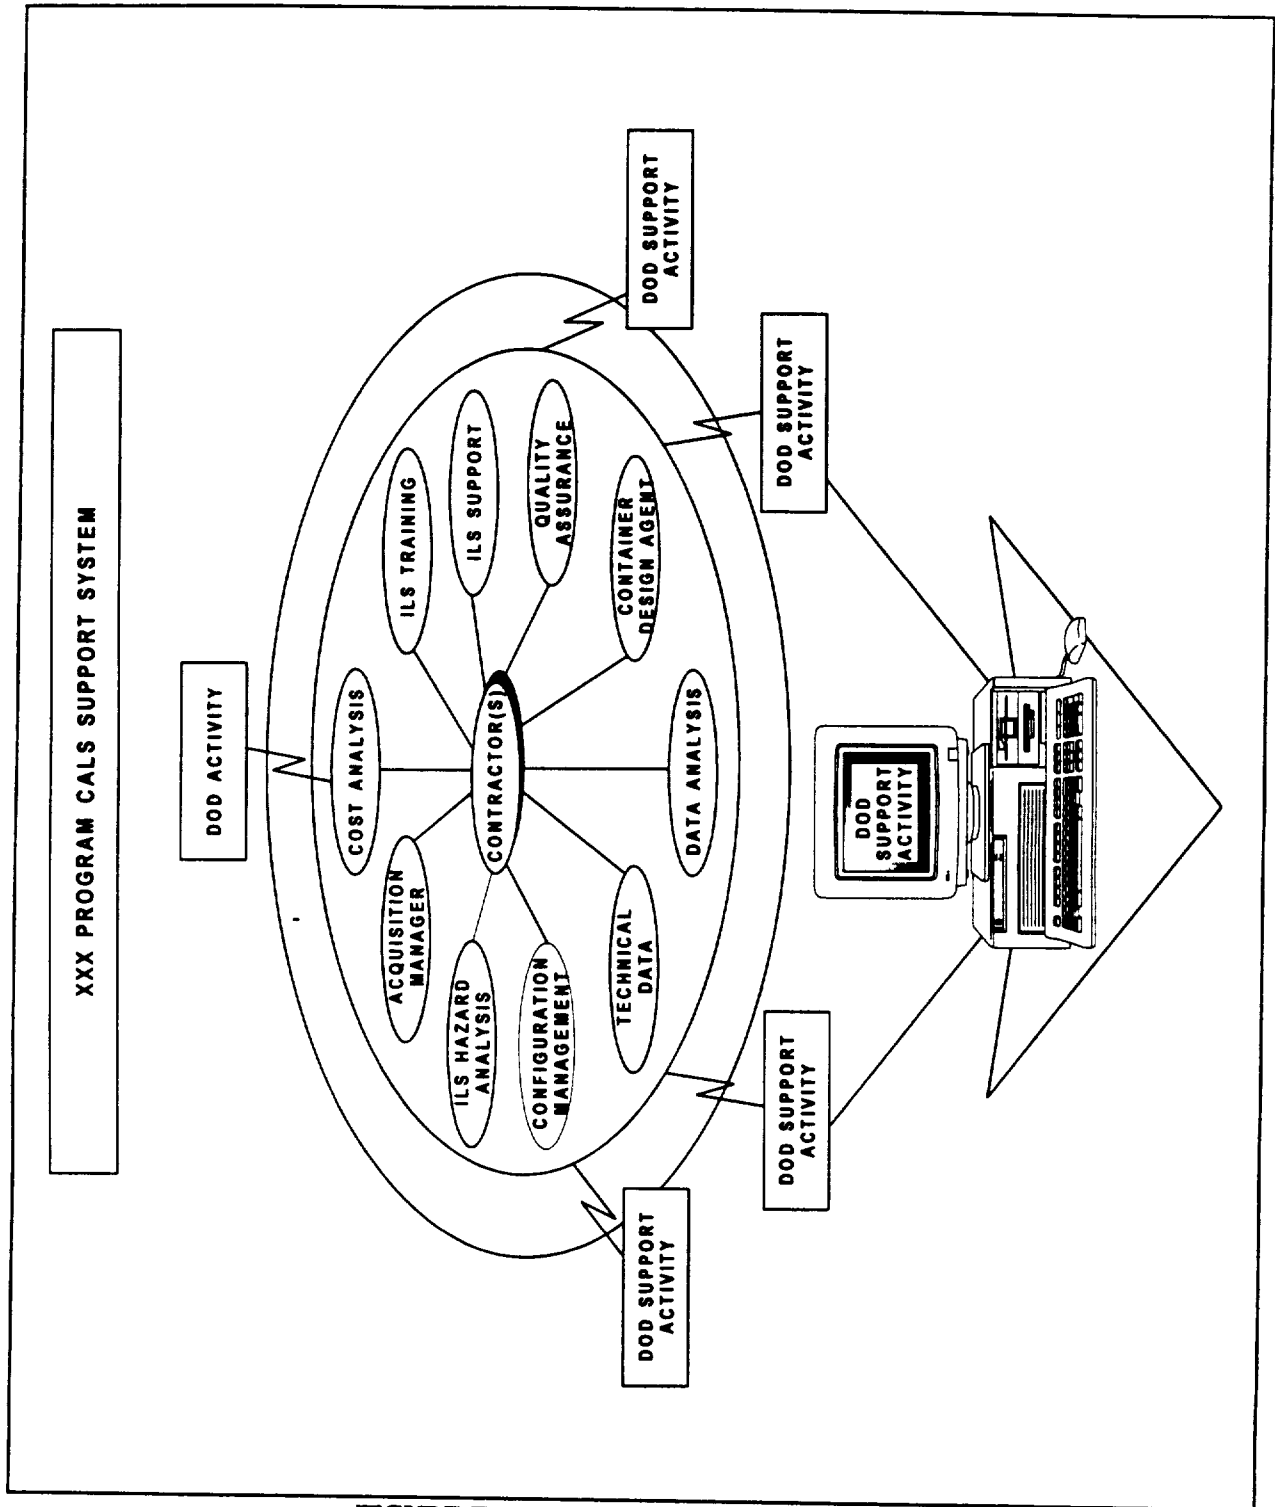 XXX PROGRAM CALS SUPPORT SYSTEM
DOD ACTIVITY
COST ANALYSIS
ACQUISITION
MANAGER
ILS TRAINING
ILS HAZARD
ANALYSIS
ILS SUPPORT
CONTRACTOR(S)
CONFIGURATION
MANAGEMENT
QUALITY
ASSURANCE
TECHNICAL
DATA
CONTAINER
DESIGN AGENT
DATA ANALYSIS
DOD SUPPORT
ACTIVITY
DOD SUPPORT
ACTIVITY
DOD SUPPORT
ACTIVITY
DOD SUPPORT
ACTIVITY
DOD
SUPPORT
ACTIVITY